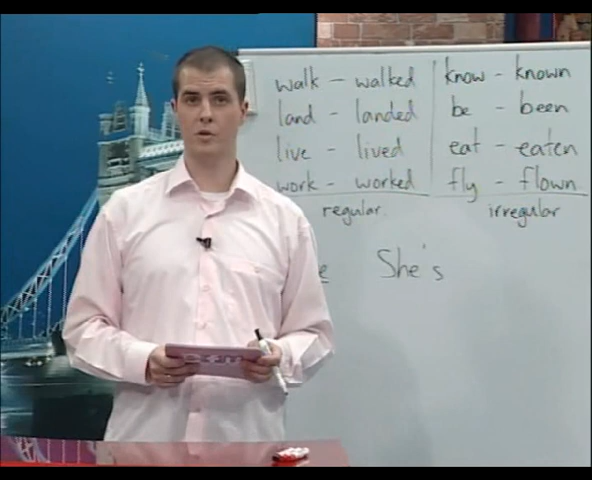 walk - walked know - known
land - landed be - been
live - lived eat - eaten
work - worked fly - flown
regular. irregular
She's